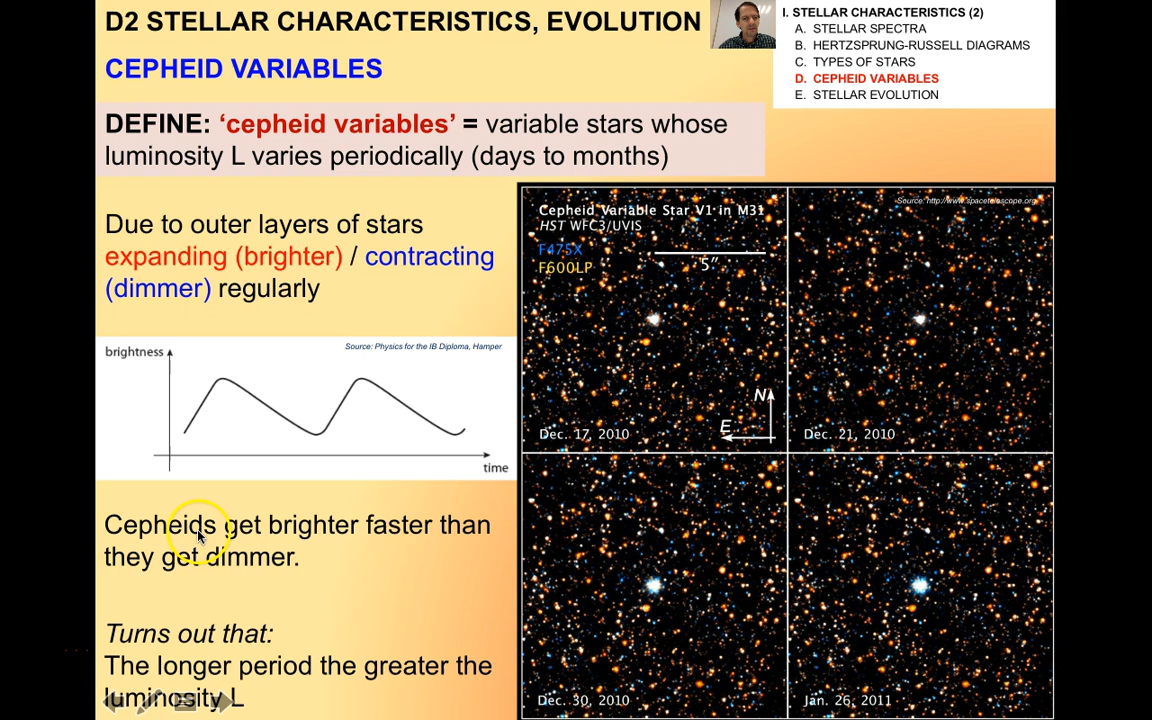 D2 STELLAR CHARACTERISTICS, EVOLUTION
CEPHEID VARIABLES
I. STELLAR CHARACTERISTICS (2)
A. STELLAR SPECTRA
B. HERTZSPRUNG-RUSSELL DIAGRAMS
C. TYPES OF STARS
D. CEPHEID VARIABLES
E. STELLAR EVOLUTION
DEFINE: ‘cepheid variables’ = variable stars whose
luminosity L varies periodically (days to months)
Due to outer layers of stars
expanding (brighter) / contracting
(dimmer) regularly
Source: Physics for the IB Diploma, Hamper
brightness
time
Cepheids get brighter faster than
they get dimmer.
Turns out that:
The longer period the greater the
luminosity L
Cepheid Variable Star V1 in M31
HST WFC3/UVIS
F475X
F600LP
5"
N
E
Dec. 17, 2010
Source: http://www.spacetelescope.org
Dec. 21, 2010
Dec. 30, 2010
Jan. 26, 2011